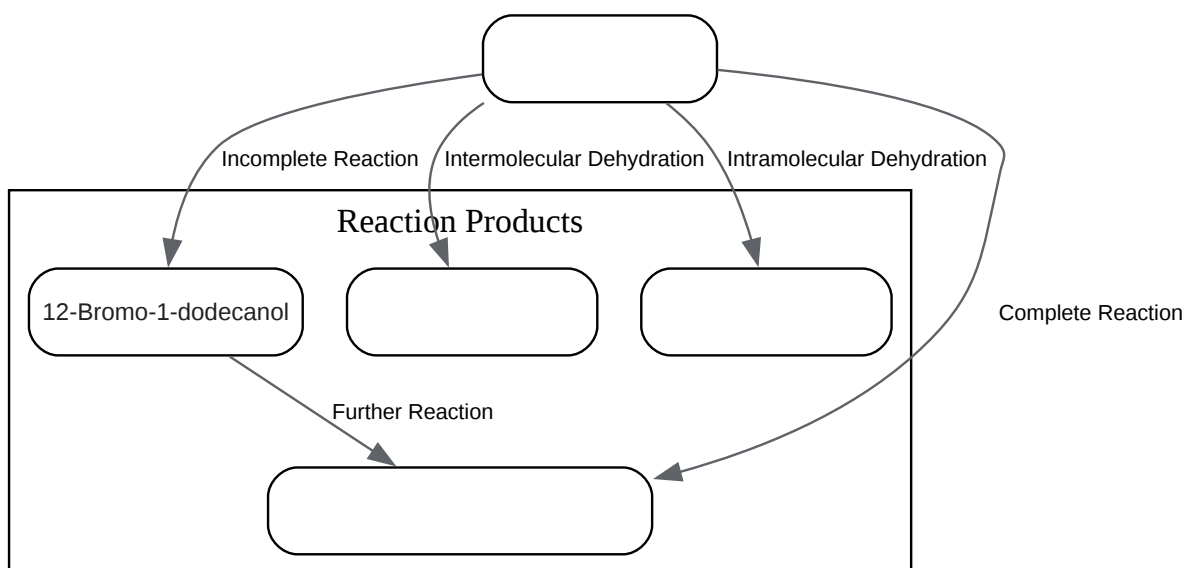 Incomplete Reaction
Intermolecular Dehydration
Intramolecular Dehydration
Reaction Products
12-Bromo-1-dodecanol
Complete Reaction
Further Reaction